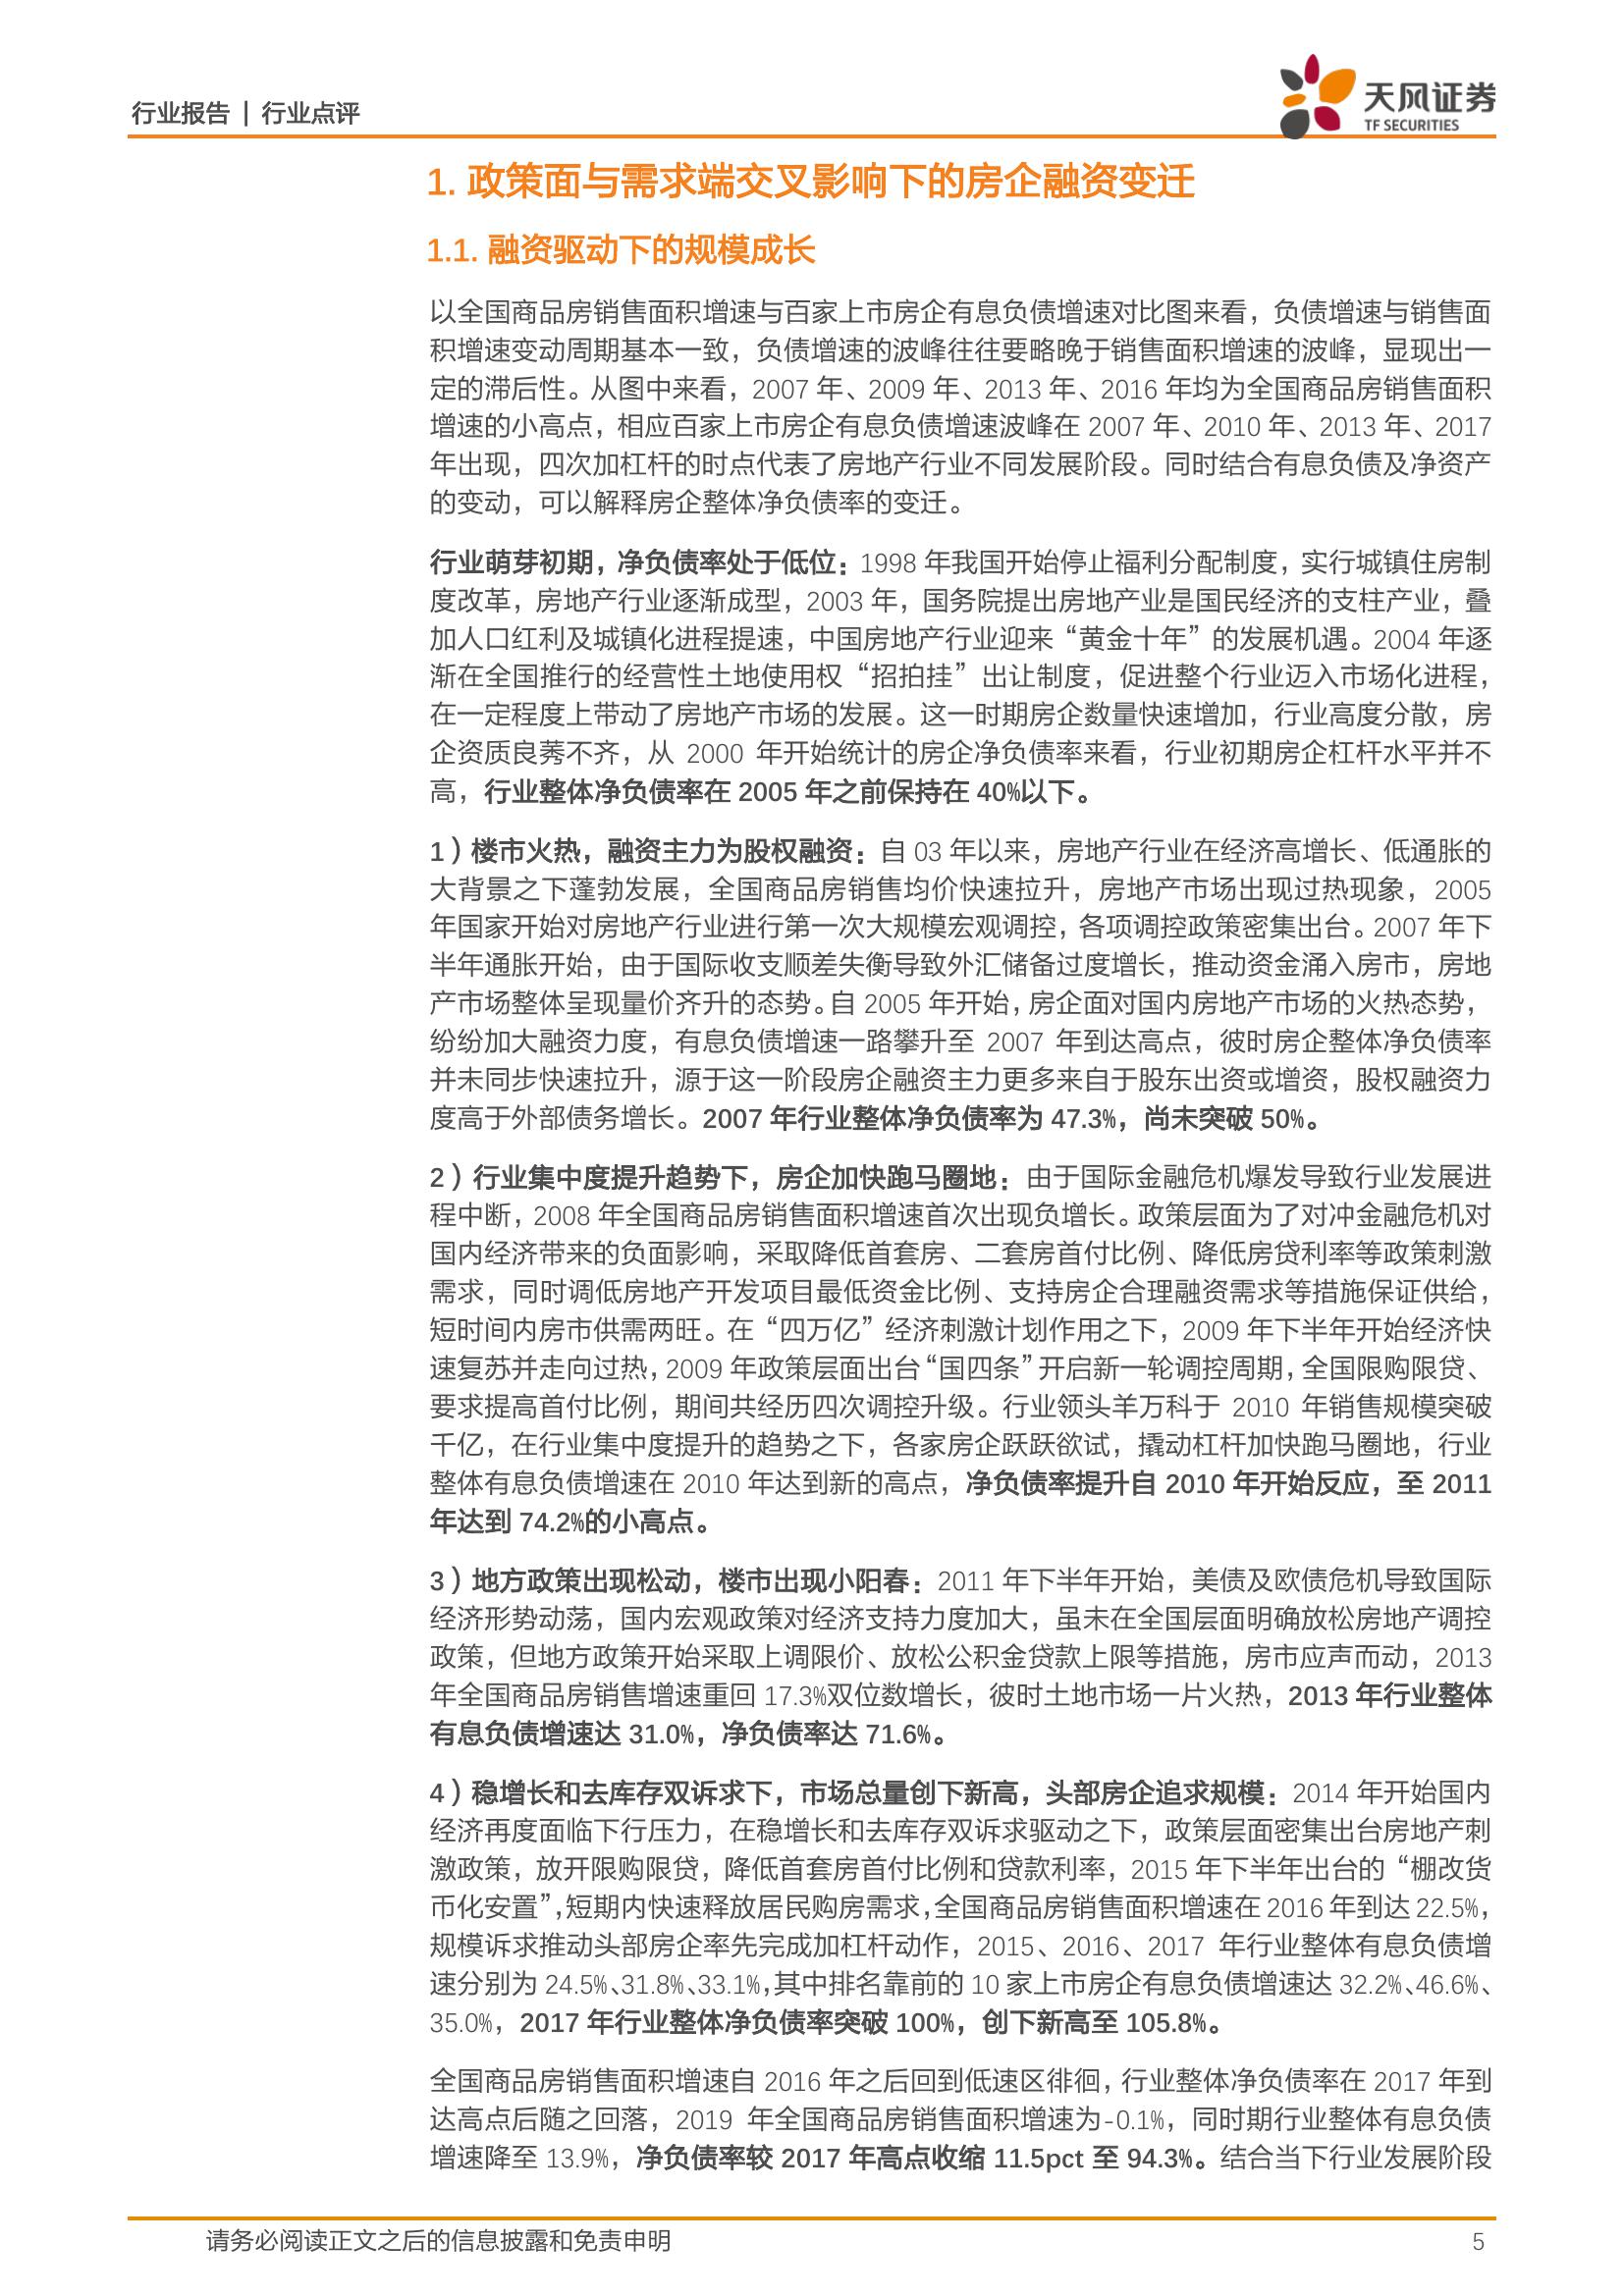 行业报告 | 行业点评
天风证券
TF SECURITIES
1. 政策面与需求端交叉影响下的房企融资变迁
1.1. 融资驱动下的规模成长
以全国商品房销售面积增速与百家上市房企有息负债增速对比图来看，负债增速与销售面
积增速变动周期基本一致，负债增速的波峰往往要略晚于销售面积增速的波峰，显现出一
定的滞后性。从图中来看，2007 年、2009 年、2013 年、2016 年均为全国商品房销售面积
增速的小高点，相应百家上市房企有息负债增速波峰在 2007 年、2010 年、2013 年、2017
年出现，四次加杠杆的时点代表了房地产行业不同发展阶段。同时结合有息负债及净资产
的变动，可以解释房企整体净负债率的变迁。
行业萌芽初期，净负债率处于低位：1998 年我国开始停止福利分配制度，实行城镇住房制
度改革，房地产行业逐渐成型，2003 年，国务院提出房地产业是国民经济的支柱产业，叠
加人口红利及城镇化进程提速，中国房地产行业迎来“黄金十年”的发展机遇。2004 年逐
渐在全国推行的经营性土地使用权“招拍挂”出让制度，促进整个行业迈入市场化进程，
在一定程度上带动了房地产市场的发展。这一时期房企数量快速增加，行业高度分散，房
企资质良莠不齐，从 2000 年开始统计的房企净负债率来看，行业初期房企杠杆水平并不
高，行业整体净负债率在 2005 年之前保持在 40%以下。
1）楼市火热，融资主力为股权融资：自 03 年以来，房地产行业在经济高增长、低通胀的
大背景之下蓬勃发展，全国商品房销售均价快速拉升，房地产市场出现过热现象，2005
年国家开始对房地产行业进行第一次大规模宏观调控，各项调控政策密集出台。2007 年下
半年通胀开始，由于国际收支顺差失衡导致外汇储备过度增长，推动资金涌入房市，房地
产市场整体呈现量价齐升的态势。自 2005 年开始，房企面对国内房地产市场的火热态势，
纷纷加大融资力度，有息负债增速一路攀升至 2007 年到达高点，彼时房企整体净负债率
并未同步快速拉升，源于这一阶段房企融资主力更多来自于股东出资或增资，股权融资力
度高于外部债务增长。2007 年行业整体净负债率为 47.3%，尚未突破 50%。
2）行业集中度提升趋势下，房企加快跑马圈地：由于国际金融危机爆发导致行业发展进
程中断，2008 年全国商品房销售面积增速首次出现负增长。政策层面为了对冲金融危机对
国内经济带来的负面影响，采取降低首套房、二套房首付比例、降低房贷利率等政策刺激
需求，同时调低房地产开发项目最低资金比例、支持房企合理融资需求等措施保证供给，
短时间内房市供需两旺。在“四万亿”经济刺激计划作用之下，2009 年下半年开始经济快
速复苏并走向过热，2009 年政策层面出台“国四条”开启新一轮调控周期，全国限购限贷、
要求提高首付比例，期间共经历四次调控升级。行业领头羊万科于 2010 年销售规模突破
千亿，在行业集中度提升的趋势之下，各家房企跃跃欲试，撬动杠杆加快跑马圈地，行业
整体有息负债增速在 2010 年达到新的高点，净负债率提升自 2010 年开始反应，至 2011
年达到 74.2%的小高点。
3）地方政策出现松动，楼市出现小阳春：2011 年下半年开始，美债及欧债危机导致国际
经济形势动荡，国内宏观政策对经济支持力度加大，虽未在全国层面明确放松房地产调控
政策，但地方政策开始采取上调限价、放松公积金贷款上限等措施，房市应声而动，2013
年全国商品房销售增速重回 17.3%双位数增长，彼时土地市场一片火热，2013 年行业整体
有息负债增速达 31.0%，净负债率达 71.6%。
4）稳增长和去库存双诉求下，市场总量创下新高，头部房企追求规模：2014 年开始国内
经济再度面临下行压力，在稳增长和去库存双诉求驱动之下，政策层面密集出台房地产刺
激政策，放开限购限贷，降低首套房首付比例和贷款利率，2015 年下半年出台的“棚改货
币化安置”，短期内快速释放居民购房需求，全国商品房销售面积增速在 2016 年到达 22.5%，
规模诉求推动头部房企率先完成加杠杆动作，2015、2016、2017 年行业整体有息负债增
速分别为 24.5%、31.8%、33.1%，其中排名靠前的 10 家上市房企有息负债增速达 32.2%、46.6%、
35.0%，2017 年行业整体净负债率突破 100%，创下新高至 105.8%。
全国商品房销售面积增速自 2016 年之后回到低速区徘徊，行业整体净负债率在 2017 年到
达高点后随之回落，2019 年全国商品房销售面积增速为-0.1%，同时期行业整体有息负债
增速降至 13.9%，净负债率较 2017 年高点收缩 11.5pct 至 94.3%。结合当下行业发展阶段
请务必阅读正文之后的信息披露和免责申明
5